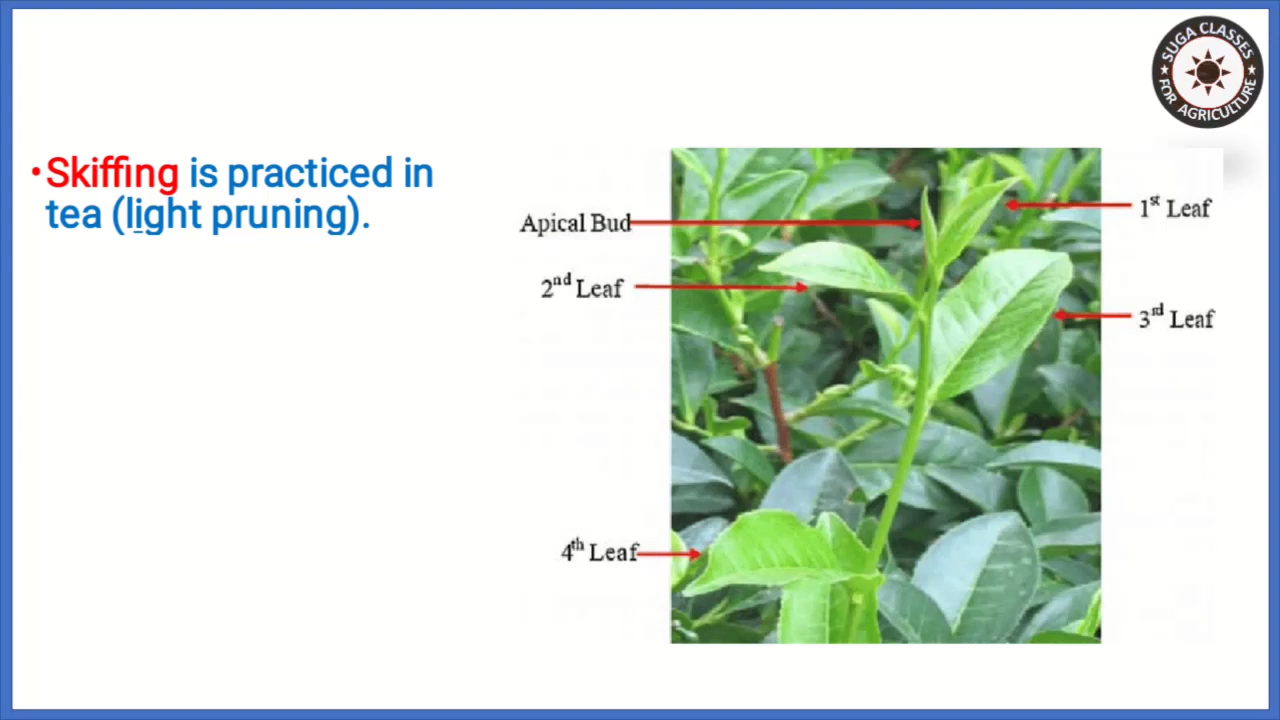 SUGA CLASSES
★ FOR AGRICULTURE ★
•Skiffing is practiced in
tea (light pruning).
Apical Bud
1st Leaf
2nd Leaf
3rd Leaf
4th Leaf